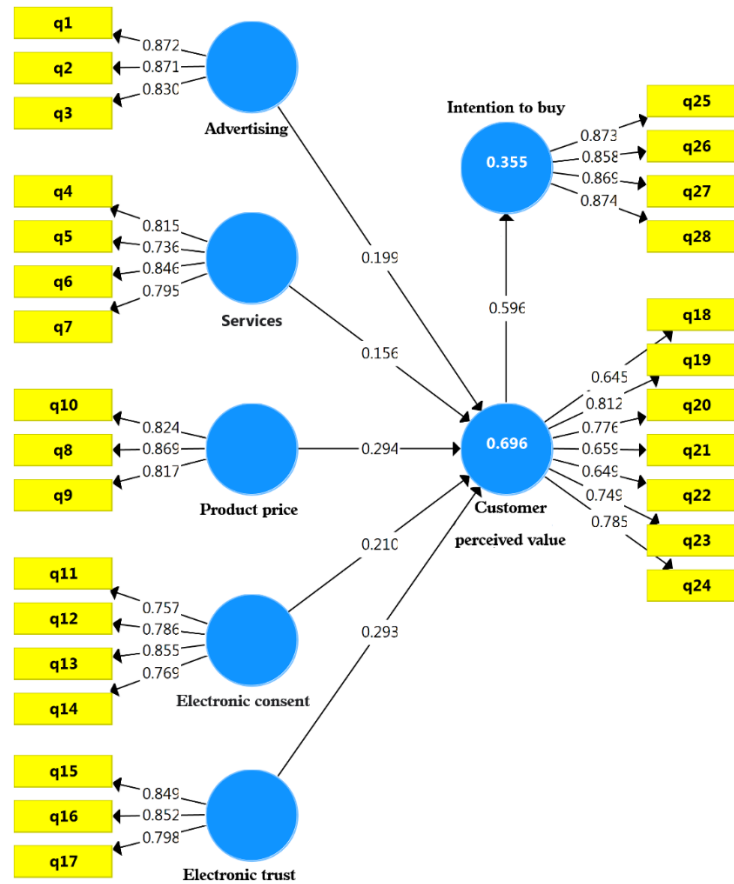 q1
0.872
q2
0.871
q3
0.830
Advertising
0.199
q4
0.815
q5
0.736
q6
0.846
q7
0.795
Services
0.156
q10
0.824
q8
0.869
q9
0.817
Product price
0.294
q11
0.757
q12
0.786
q13
0.855
q14
0.769
Electronic consent
0.210
q15
0.849
q16
0.852
q17
0.798
Electronic trust
0.293
Intention to buy
0.355
0.873
q25
0.858
q26
0.869
q27
0.874
q28
0.596
0.696
Customer
perceived value
0.645
q18
0.812
q19
0.776
q20
0.659
q21
0.649
q22
0.749
q23
0.785
q24